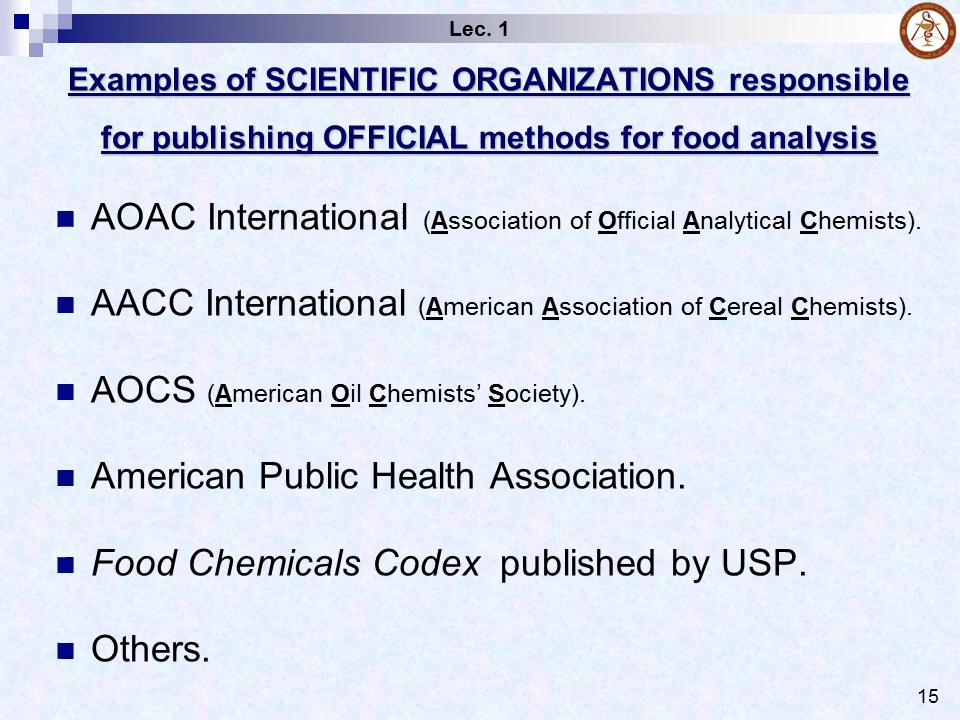 Lec. 1
Examples of SCIENTIFIC ORGANIZATIONS responsible
for publishing OFFICIAL methods for food analysis
AOAC International (Association of Official Analytical Chemists).
AACC International (American Association of Cereal Chemists).
AOCS (American Oil Chemists’ Society).
American Public Health Association.
Food Chemicals Codex published by USP.
Others.
15